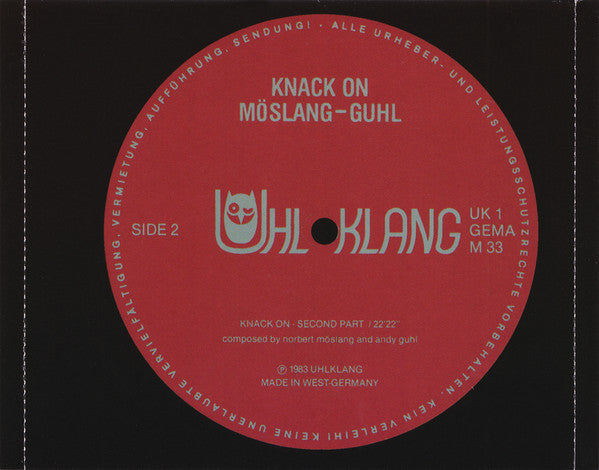 KNACK ON
MÖSLANG–GUHL
SIDE 2
UHLKLANG
UK 1
GEMA
M 33
KNACK ON - SECOND PART / 22'22"
composed by norbert möslang and andy guhl
Ⓟ 1983 UHLKLANG
MADE IN WEST-GERMANY
ALLE URHEBER- UND LEISTUNGSSCHUTZRECHTE VORBEHALTEN. KEIN VERLEIH! KEINE UNERLAUBTE VERVIELFÄLTIGUNG, VERMIETUNG, AUFFÜHRUNG, SENDUNG! ·